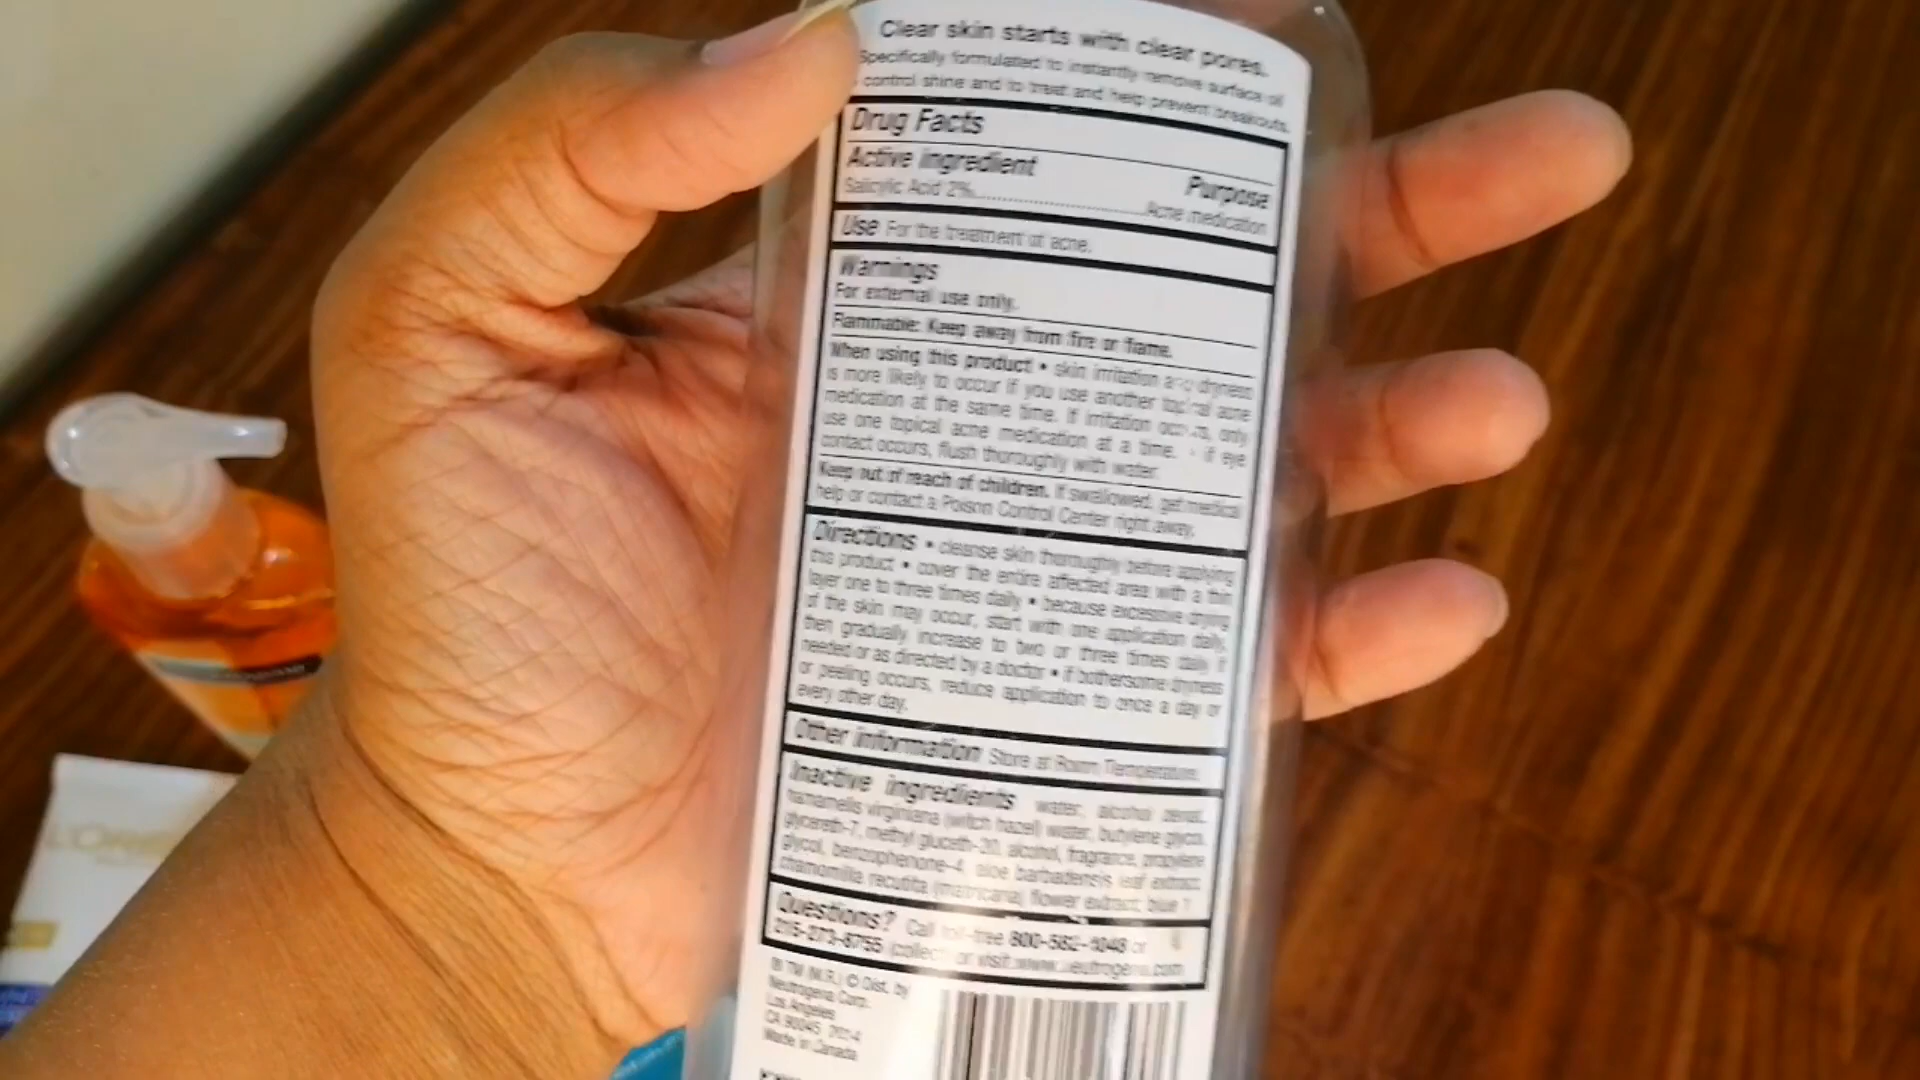 Clear skin starts with clear pores.
Specifically formulated to instantly remove surface oil
control shine and to treat and help prevent breakouts.
Drug Facts
Active ingredient Purpose
Salicylic Acid 2%....................Acne medication
Use For the treatment of acne.
Warnings
For external use only.
Flammable: Keep away from fire or flame.
When using this product • skin irritation and dryness
is more likely to occur if you use another topical acne
medication at the same time. If irritation occurs, only
use one topical acne medication at a time. • if eye
contact occurs, flush thoroughly with water.
Keep out of reach of children. If swallowed, get medical
help or contact a Poison Control Center right away.
Directions • cleanse skin thoroughly before applying
this product • cover the entire affected area with a thin
layer one to three times daily • because excessive drying
of the skin may occur, start with one application daily,
then gradually increase to two or three times daily if
needed or as directed by a doctor • if bothersome dryness
or peeling occurs, reduce application to once a day or
every other day.
Other information Store at Room Temperature.
Inactive ingredients water, alcohol
hamamelis virginiana (witch hazel) water, butylene glycol,
glycereth-7, methyl gluceth-20, alcohol, fragrance, propylene
glycol, benzophenone-4, aloe barbadensis leaf extract,
chamomilla recutita (matricaria) flower extract, blue 1
Questions? Call toll-free 800-582-4048 or
215-273-8755 (collect) or visit www.neutrogena.com
® TM (M.R.) © Dist. by
Neutrogena Corp.
Los Angeles
CA 90045 2014
Made in Canada
L'ORÉ